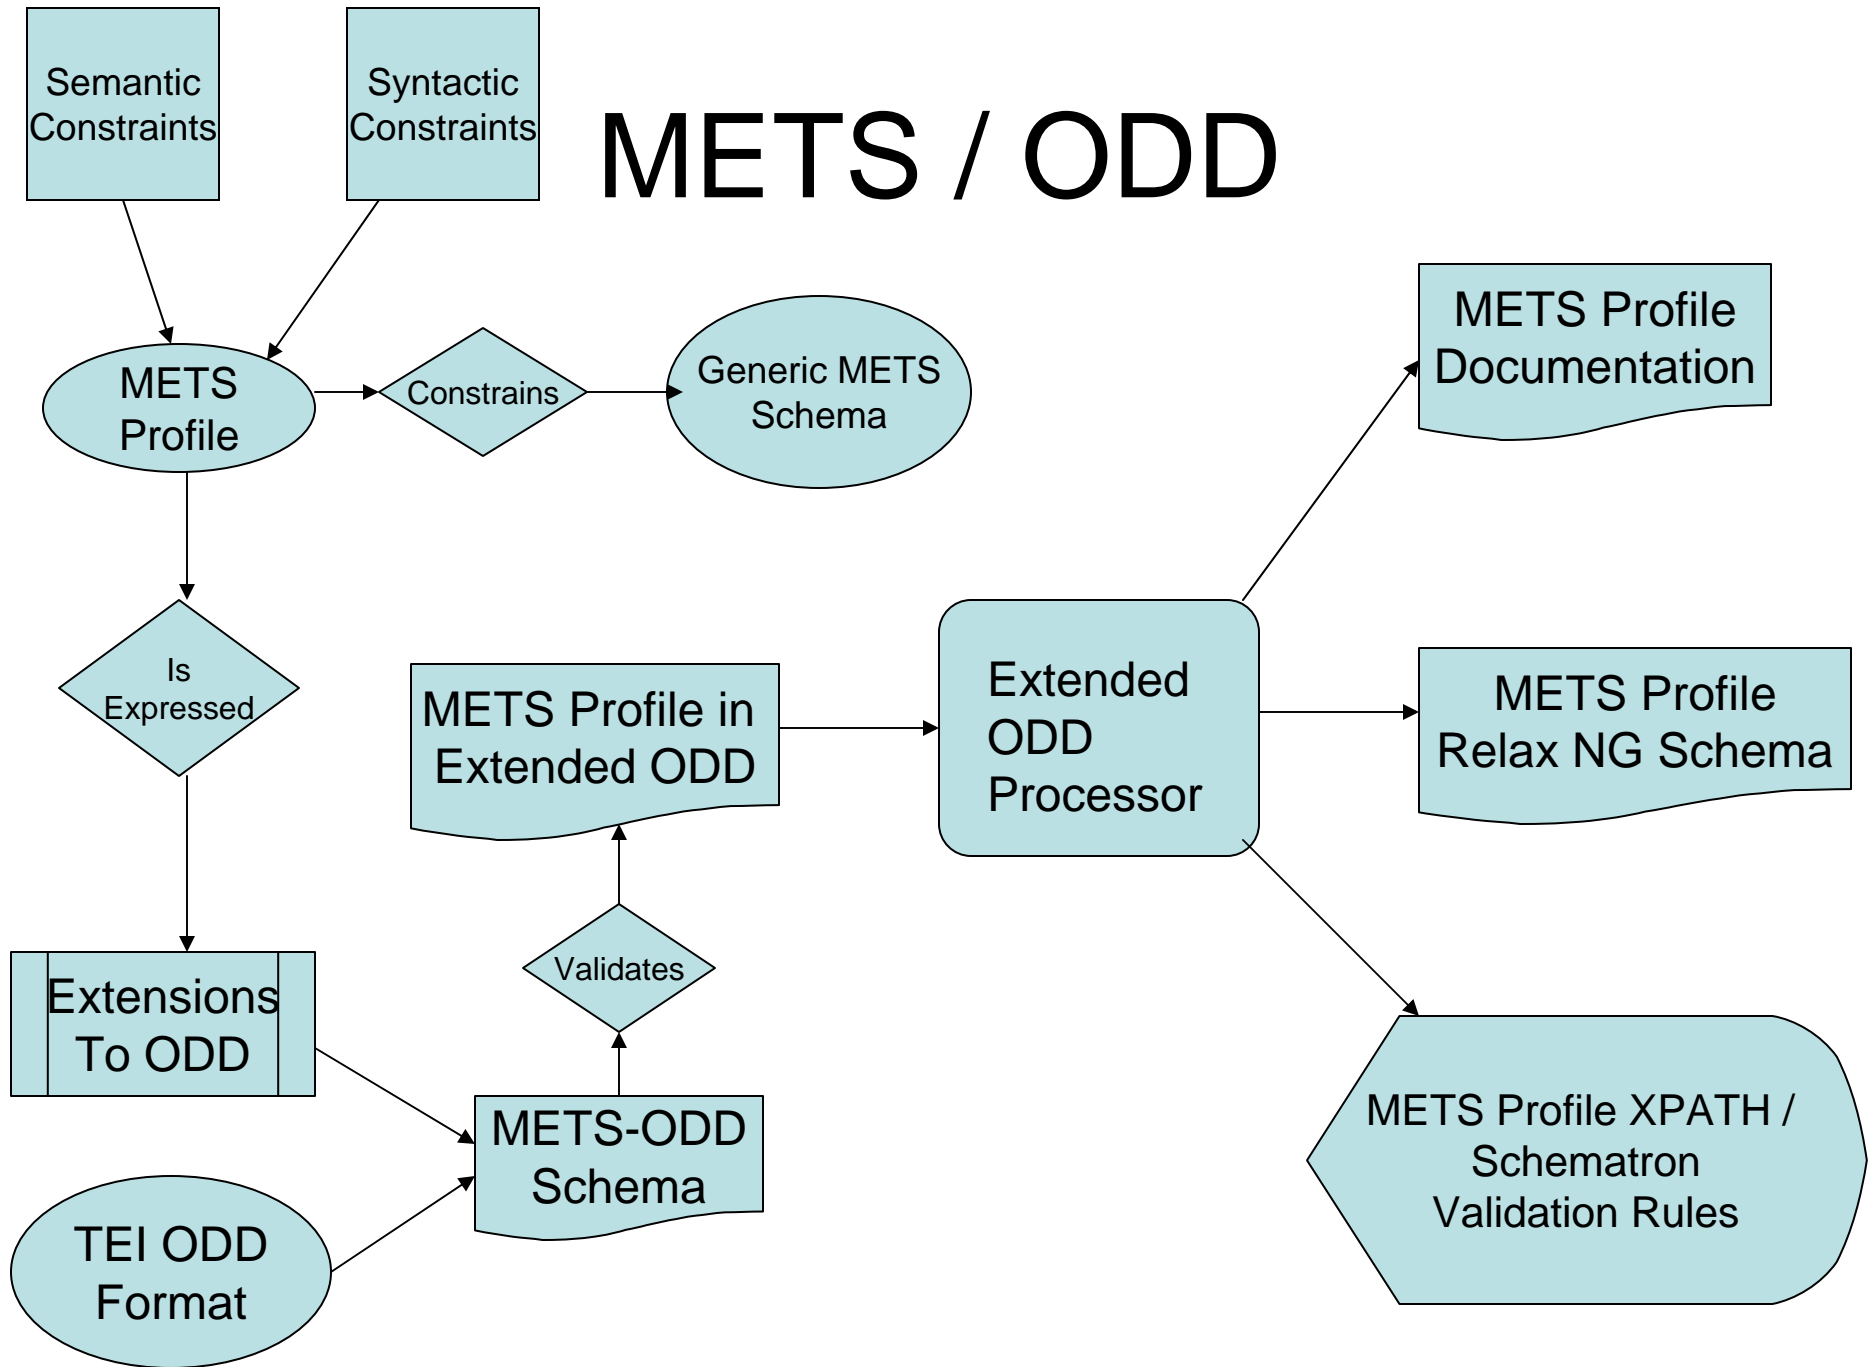 Semantic
Constraints
Syntactic
Constraints
METS / ODD
METS
Profile
Constrains
Generic METS
Schema
METS Profile
Documentation
Is
Expressed
METS Profile in
Extended ODD
Extended
ODD
Processor
METS Profile
Relax NG Schema
Extensions
To ODD
Validates
METS-ODD
Schema
TEI ODD
Format
METS Profile XPATH /
Schematron
Validation Rules